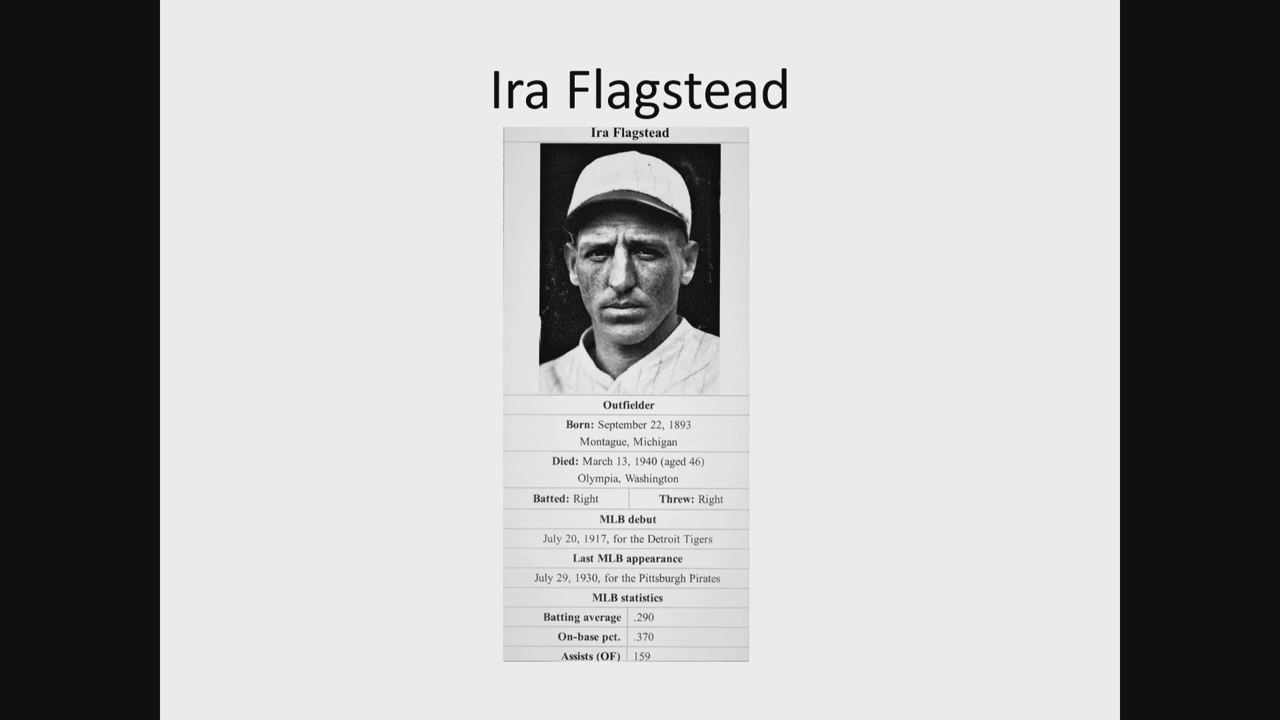 Ira Flagstead
Ira Flagstead
Outfielder
Born: September 22, 1893
Montague, Michigan
Died: March 13, 1940 (aged 46)
Olympia, Washington
Batted: Right Threw: Right
MLB debut
July 20, 1917, for the Detroit Tigers
Last MLB appearance
July 29, 1930, for the Pittsburgh Pirates
MLB statistics
Batting average .290
On-base pct. .370
Assists (OF) 159